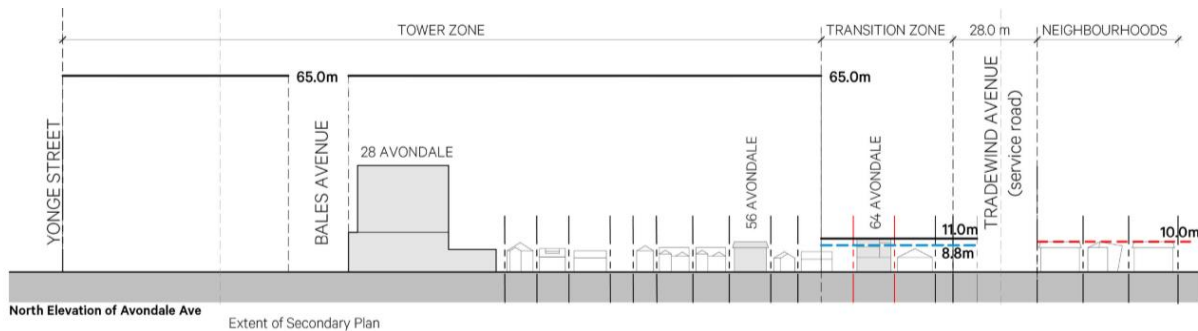 TOWER ZONE
TRANSITION ZONE
28.0 m
NEIGHBOURHOODS
65.0m
65.0m
YONGE STREET
BALES AVENUE
28 AVONDALE
56 AVONDALE
64 AVONDALE
TRADEWIND AVENUE
(service road)
11.0m
8.8m
10.0m
North Elevation of Avondale Ave
Extent of Secondary Plan